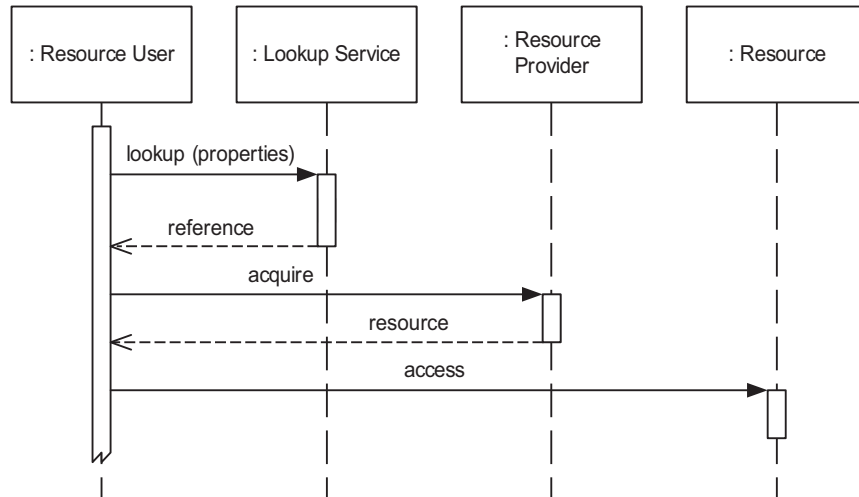 : Resource User
: Lookup Service
: Resource
Provider
: Resource
lookup (properties)
reference
acquire
resource
access